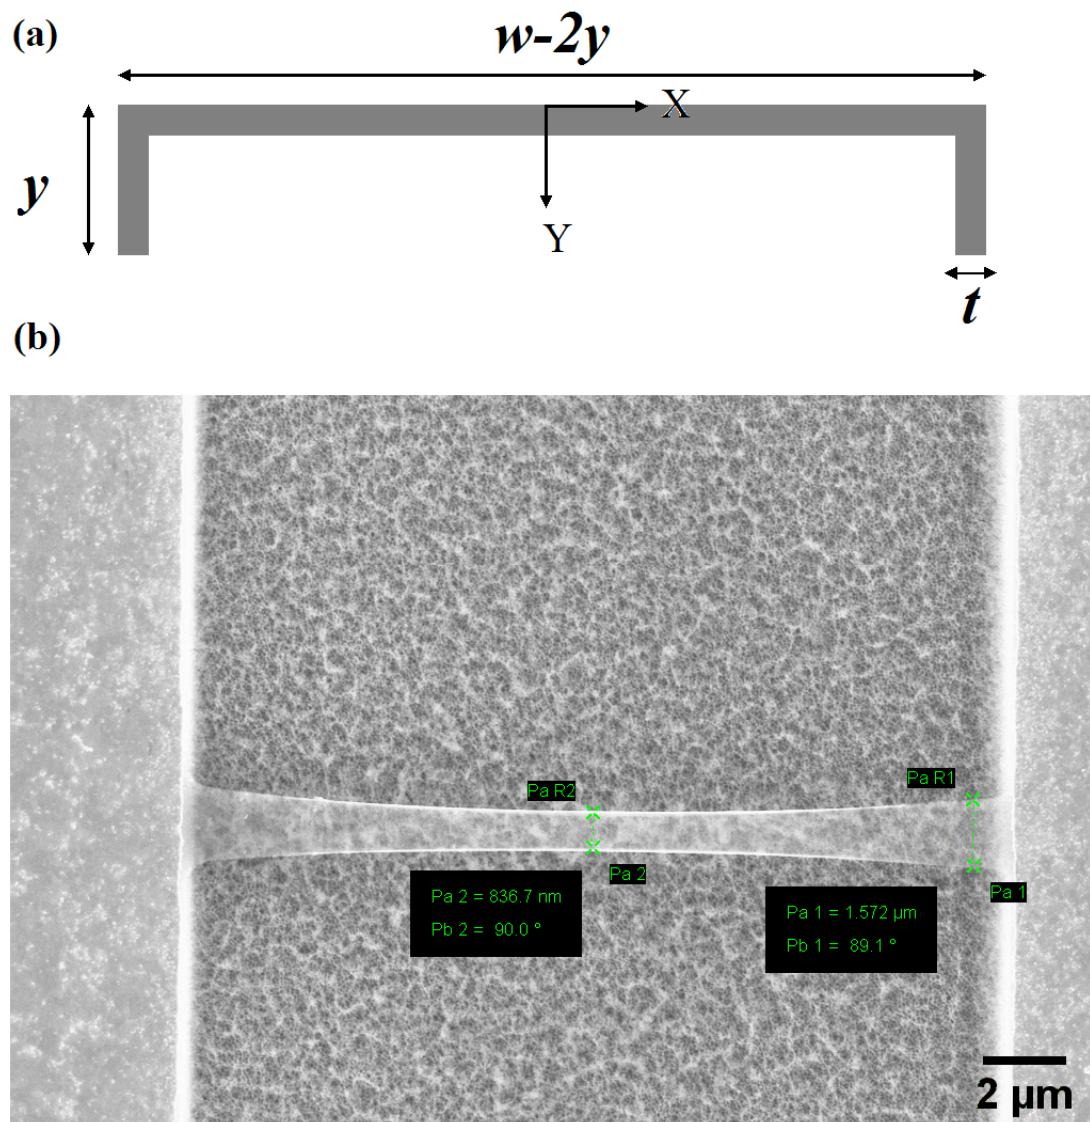 (a)
w-2y
X
y
Y
t
(b)
Pa R2
Pa R1
Pa 2
Pa 1
Pa 2 = 836.7 nm
Pb 2 = 90.0 °
Pa 1 = 1.572 µm
Pb 1 = 89.1 °
2 µm